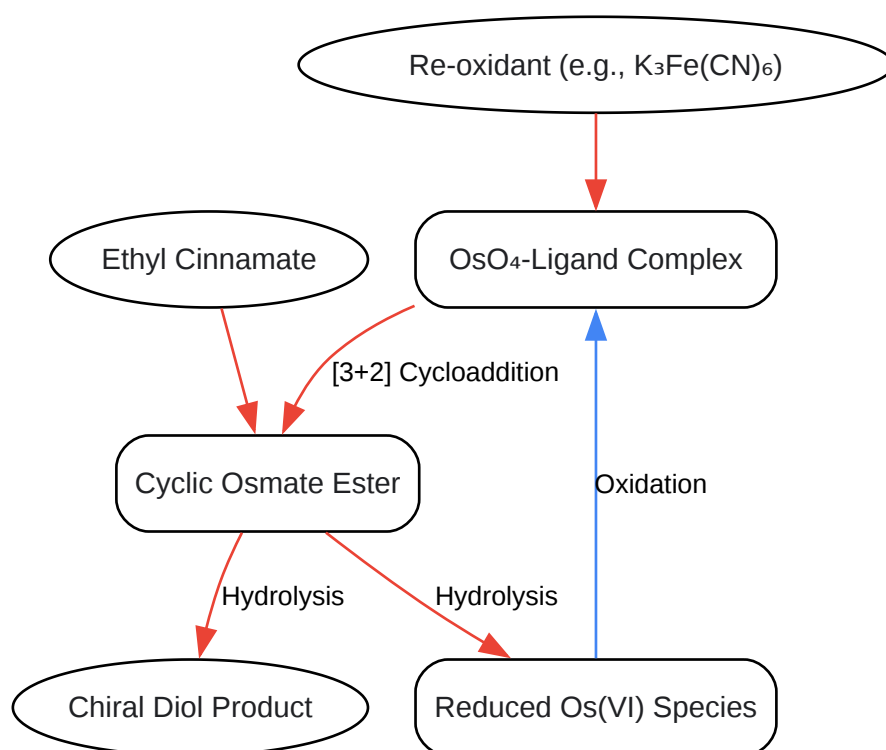 Re-oxidant (e.g., K₃Fe(CN)₆)
Ethyl Cinnamate
OsO₄-Ligand Complex
[3+2] Cycloaddition
Cyclic Osmate Ester
Oxidation
Hydrolysis
Hydrolysis
Chiral Diol Product
Reduced Os(VI) Species